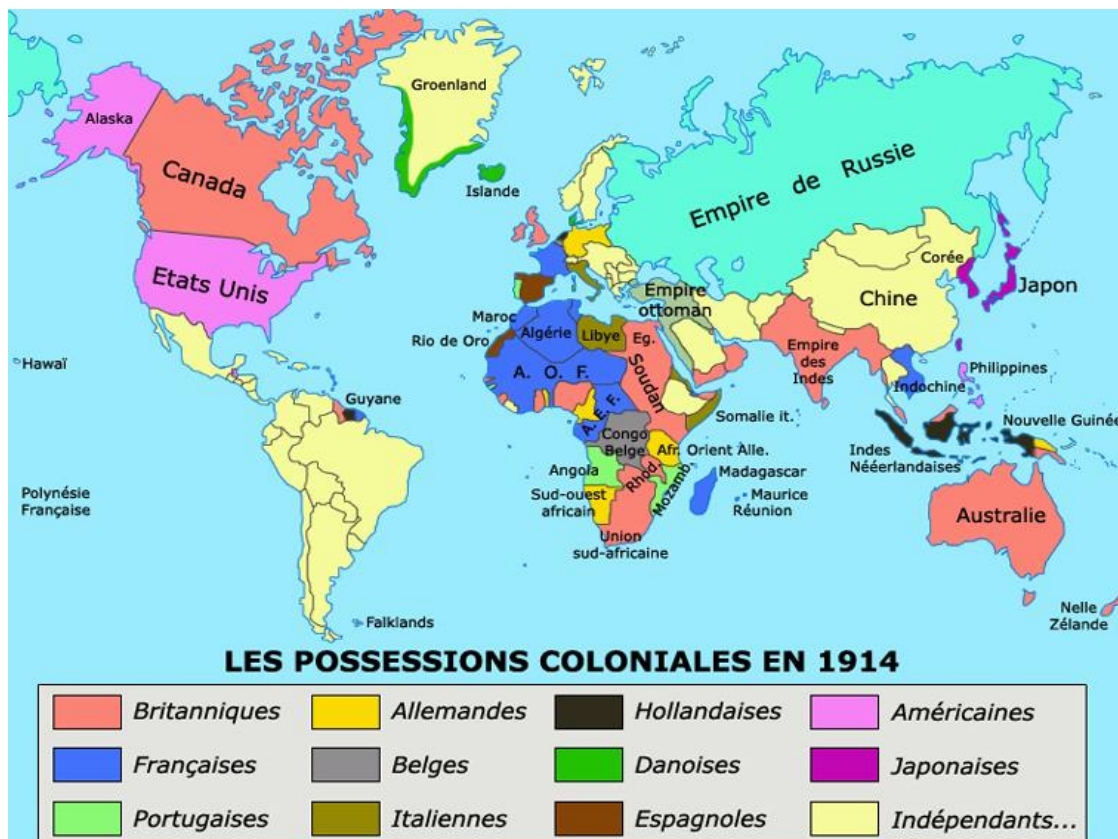 Groenland
Alaska
Canada
Islande
Empire de Russie
Etats Unis
Corée
Japon
Chine
Empire
ottoman
Maroc
Algérie
Libye
Eg.
Rio de Oro
Hawaï
A. O. F.
Soudan
Empire
des
Indes
Philippines
Indochine
Guyane
A. E. F.
Somalie it.
Nouvelle Guinée
Congo
Belge
Afr. Orient Alle.
Indes
Néérlandaises
Angola
Rhod.
Mozamb.
Madagascar
Polynésie
Française
Sud-ouest
africain
Maurice
Réunion
Australie
Union
sud-africaine
Nelle
Zélande
Falklands
LES POSSESSIONS COLONIALES EN 1914
Britanniques
Allemandes
Hollandaises
Américaines
Françaises
Belges
Danoises
Japonaises
Portugaises
Italiennes
Espagnoles
Indépendants...